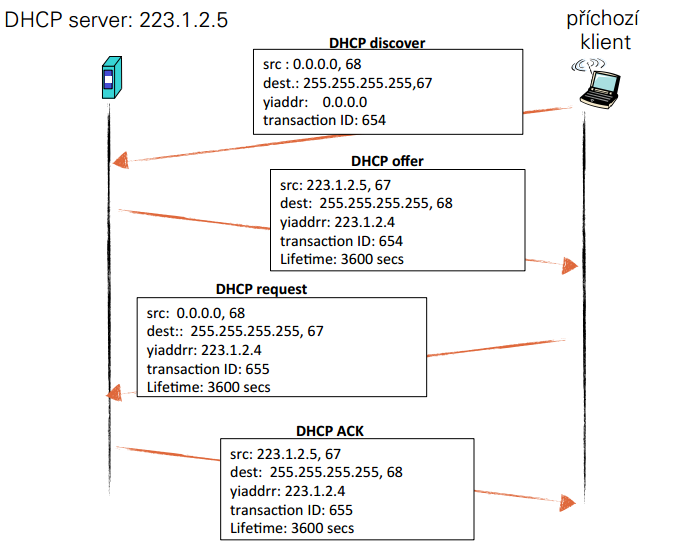 DHCP server: 223.1.2.5
příchozí
klient
DHCP discover
src : 0.0.0.0, 68
dest.: 255.255.255.255,67
yiaddr: 0.0.0.0
transaction ID: 654
DHCP offer
src: 223.1.2.5, 67
dest: 255.255.255.255, 68
yiaddrr: 223.1.2.4
transaction ID: 654
Lifetime: 3600 secs
DHCP request
src: 0.0.0.0, 68
dest:: 255.255.255.255, 67
yiaddrr: 223.1.2.4
transaction ID: 655
Lifetime: 3600 secs
DHCP ACK
src: 223.1.2.5, 67
dest: 255.255.255.255, 68
yiaddrr: 223.1.2.4
transaction ID: 655
Lifetime: 3600 secs